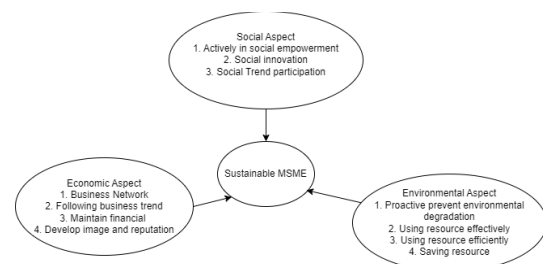 Social Aspect
1. Actively in social empowerment
2. Social innovation
3. Social Trend participation
Sustainable MSME
Economic Aspect
1. Business Network
2. Following business trend
3. Maintain financial
4. Develop image and reputation
Environmental Aspect
1. Proactive prevent environmental
degradation
2. Using resource effectively
3. Using resource efficiently
4. Saving resource